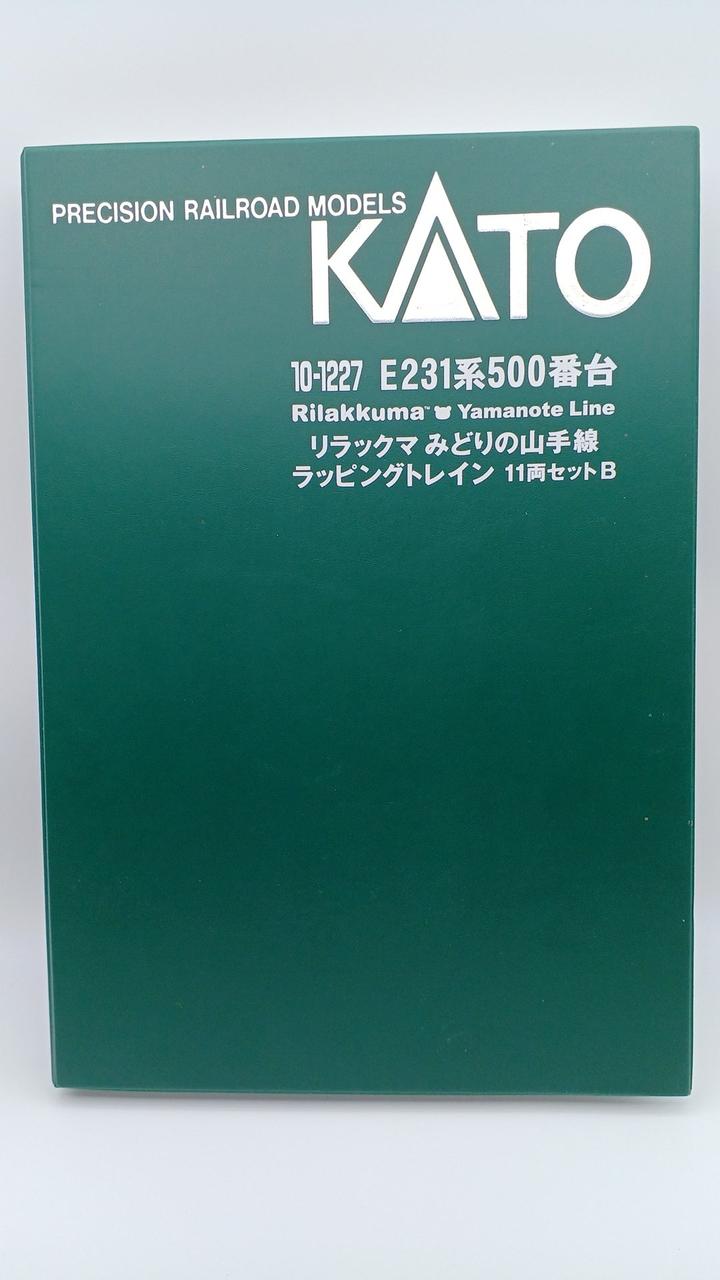 PRECISION RAILROAD MODELS
KATO
10-1227 E231系500番台
Rilakkuma™ Yamanote Line
リラックマ みどりの山手線
ラッピングトレイン 11両セットB